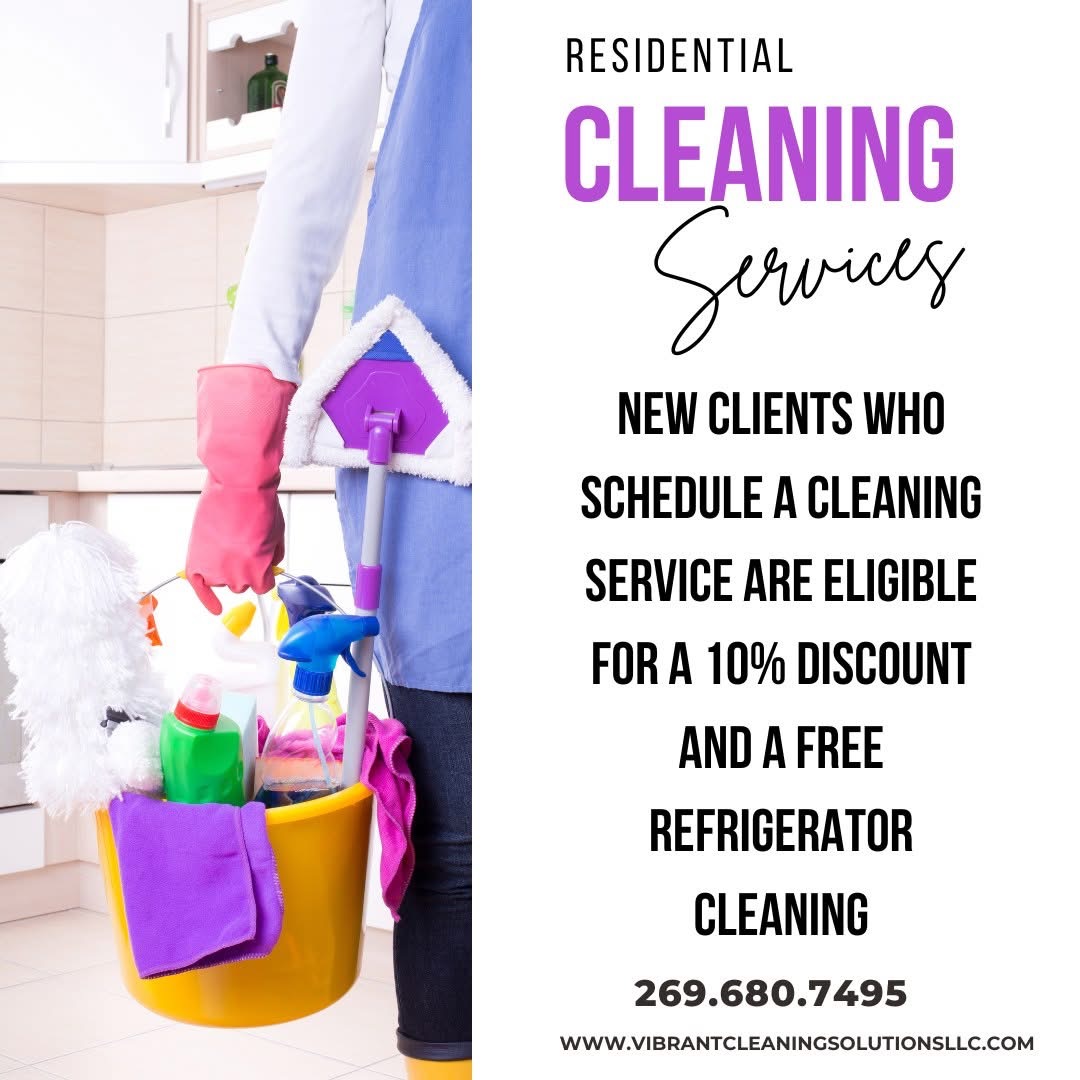 RESIDENTIAL
CLEANING
Services
NEW CLIENTS WHO
SCHEDULE A CLEANING
SERVICE ARE ELIGIBLE
FOR A 10% DISCOUNT
AND A FREE
REFRIGERATOR
CLEANING
269.680.7495
WWW.VIBRANTCLEANINGSOLUTIONSLLC.COM